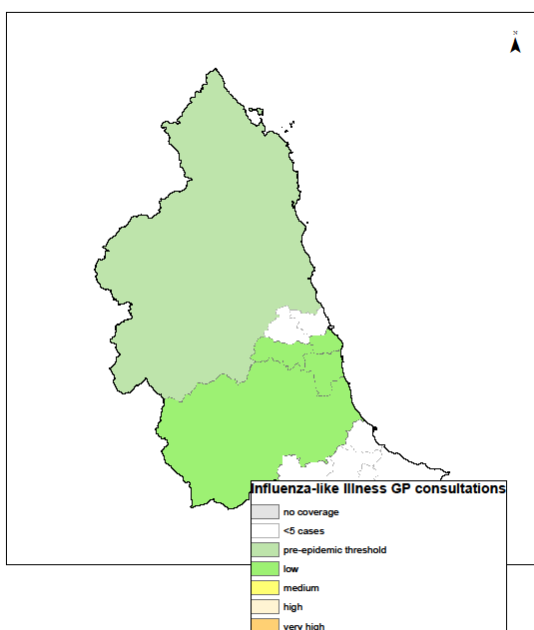 N
Influenza-like Illness GP consultations
no coverage
<5 cases
pre-epidemic threshold
low
medium
high
very high